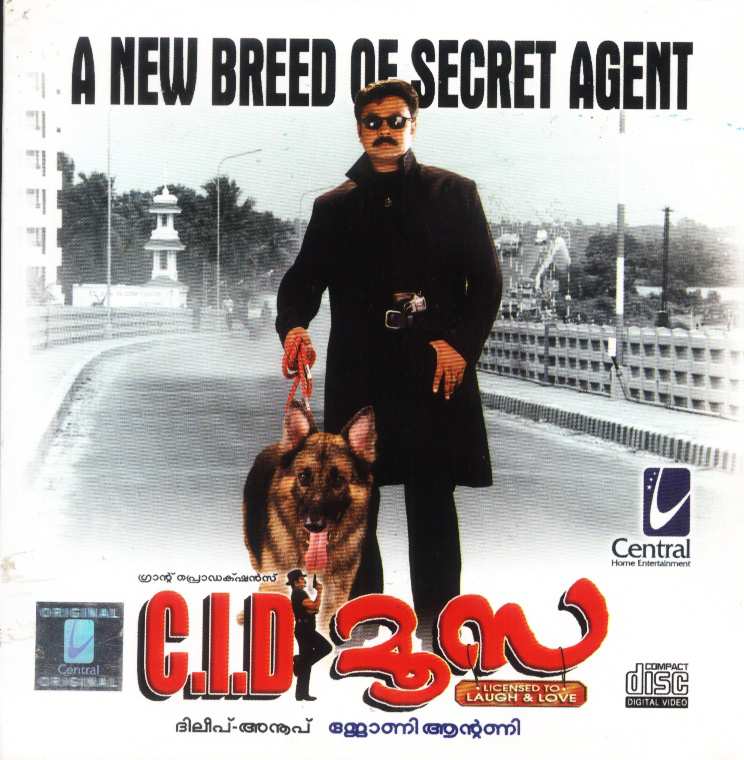 A NEW BREED OF SECRET AGENT
Central
Home Entertainment
ഗ്രാന്റ് പ്രൊഡക്ഷൻസ്
C.I.D മൂസ
LICENSED TO
LAUGH & LOVE
ORIGINAL
Central
ORIGINAL
COMPACT
disc
DIGITAL VIDEO
ദിലീപ്-അനൂപ് ജോണി ആന്റണി